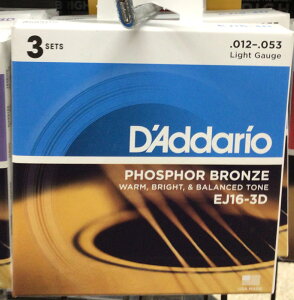 3 SETS
.012–.053
Light Gauge
D'Addario
PHOSPHOR BRONZE
WARM, BRIGHT, & BALANCED TONE
EJ16-3D
USA MADE